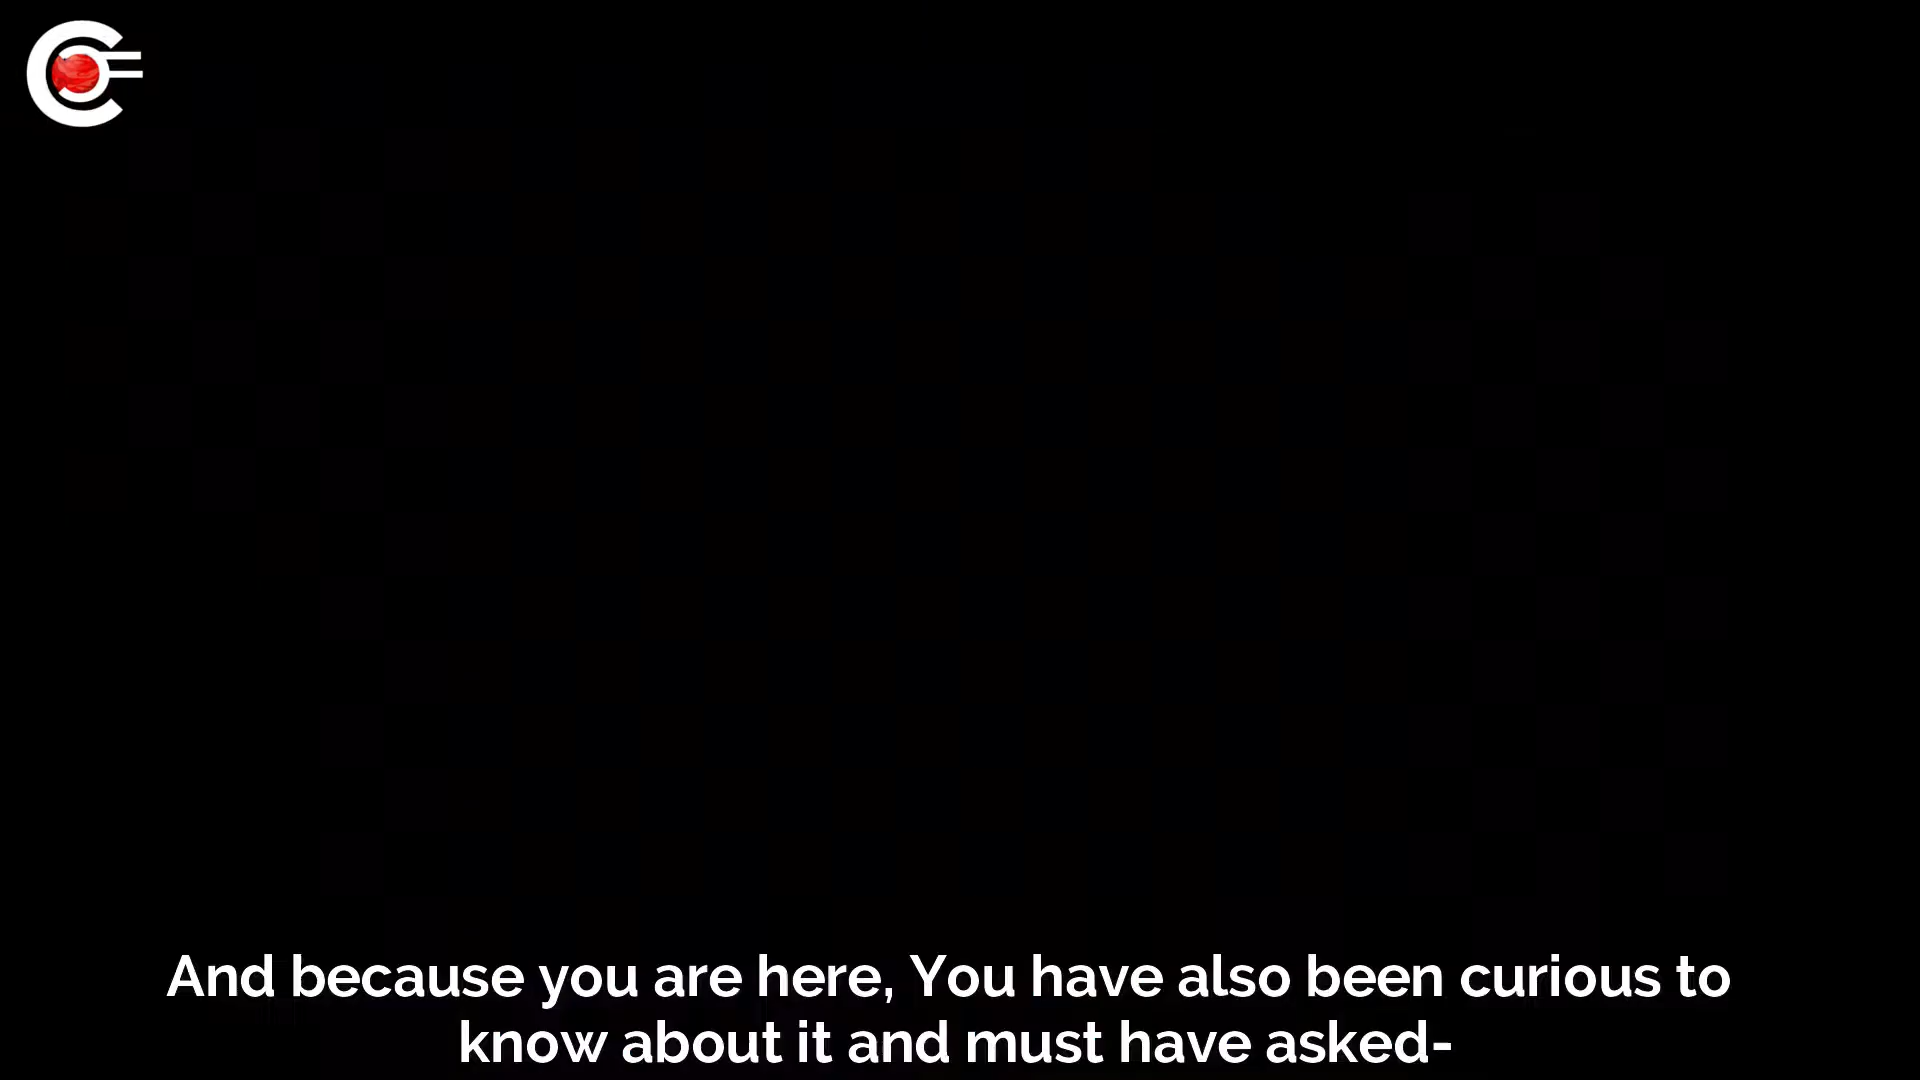 And because you are here, You have also been curious to
know about it and must have asked-